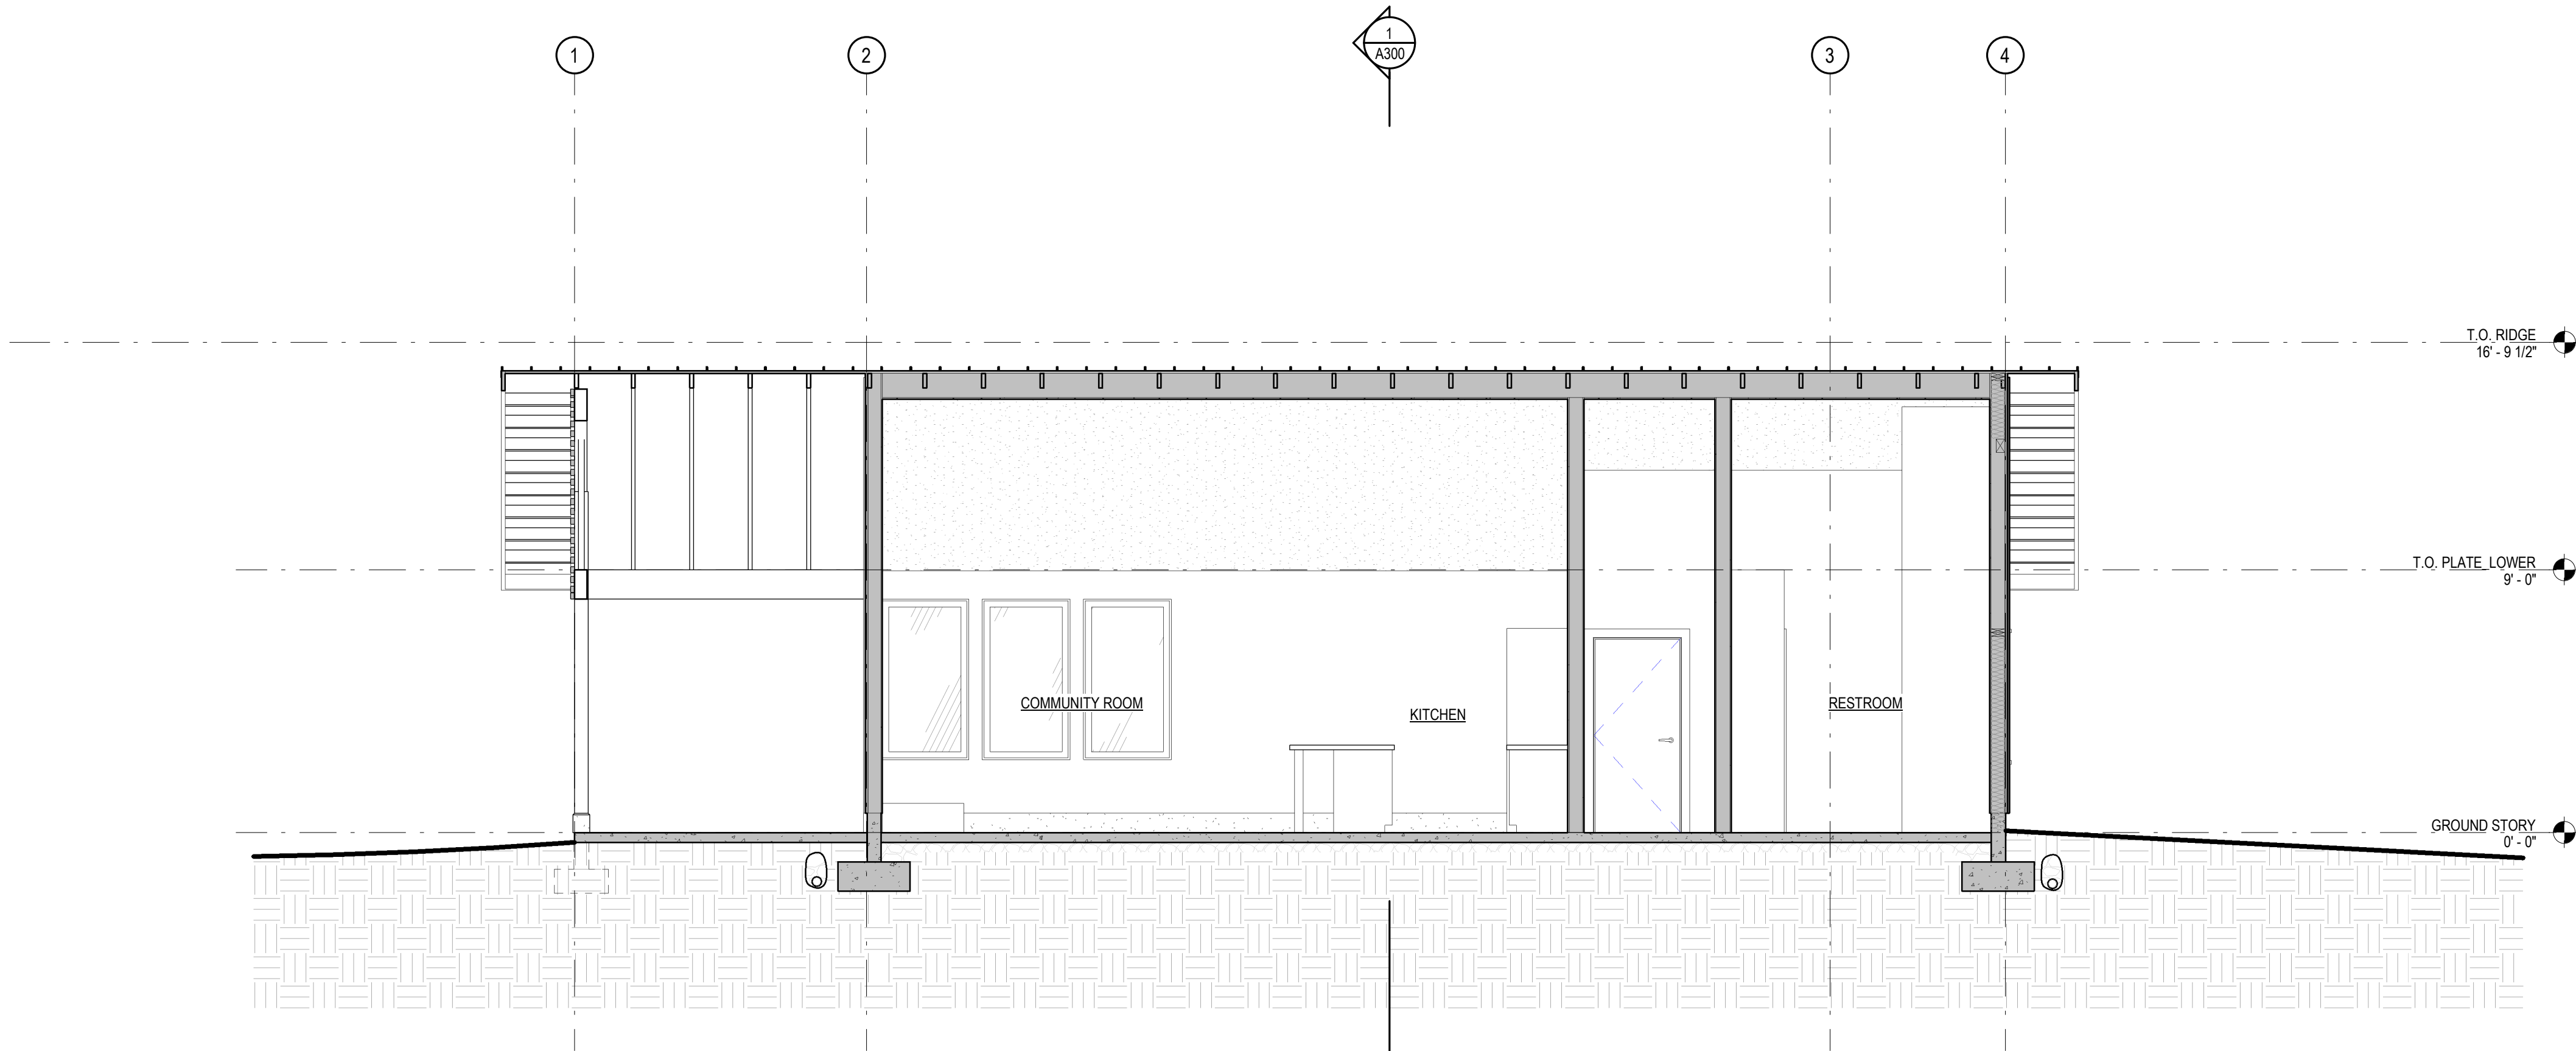 1
2
1
A300
3
4
T.O. RIDGE
16' - 9 1/2"
T.O. PLATE_LOWER
9' - 0"
COMMUNITY ROOM
KITCHEN
RESTROOM
GROUND STORY
0' - 0"